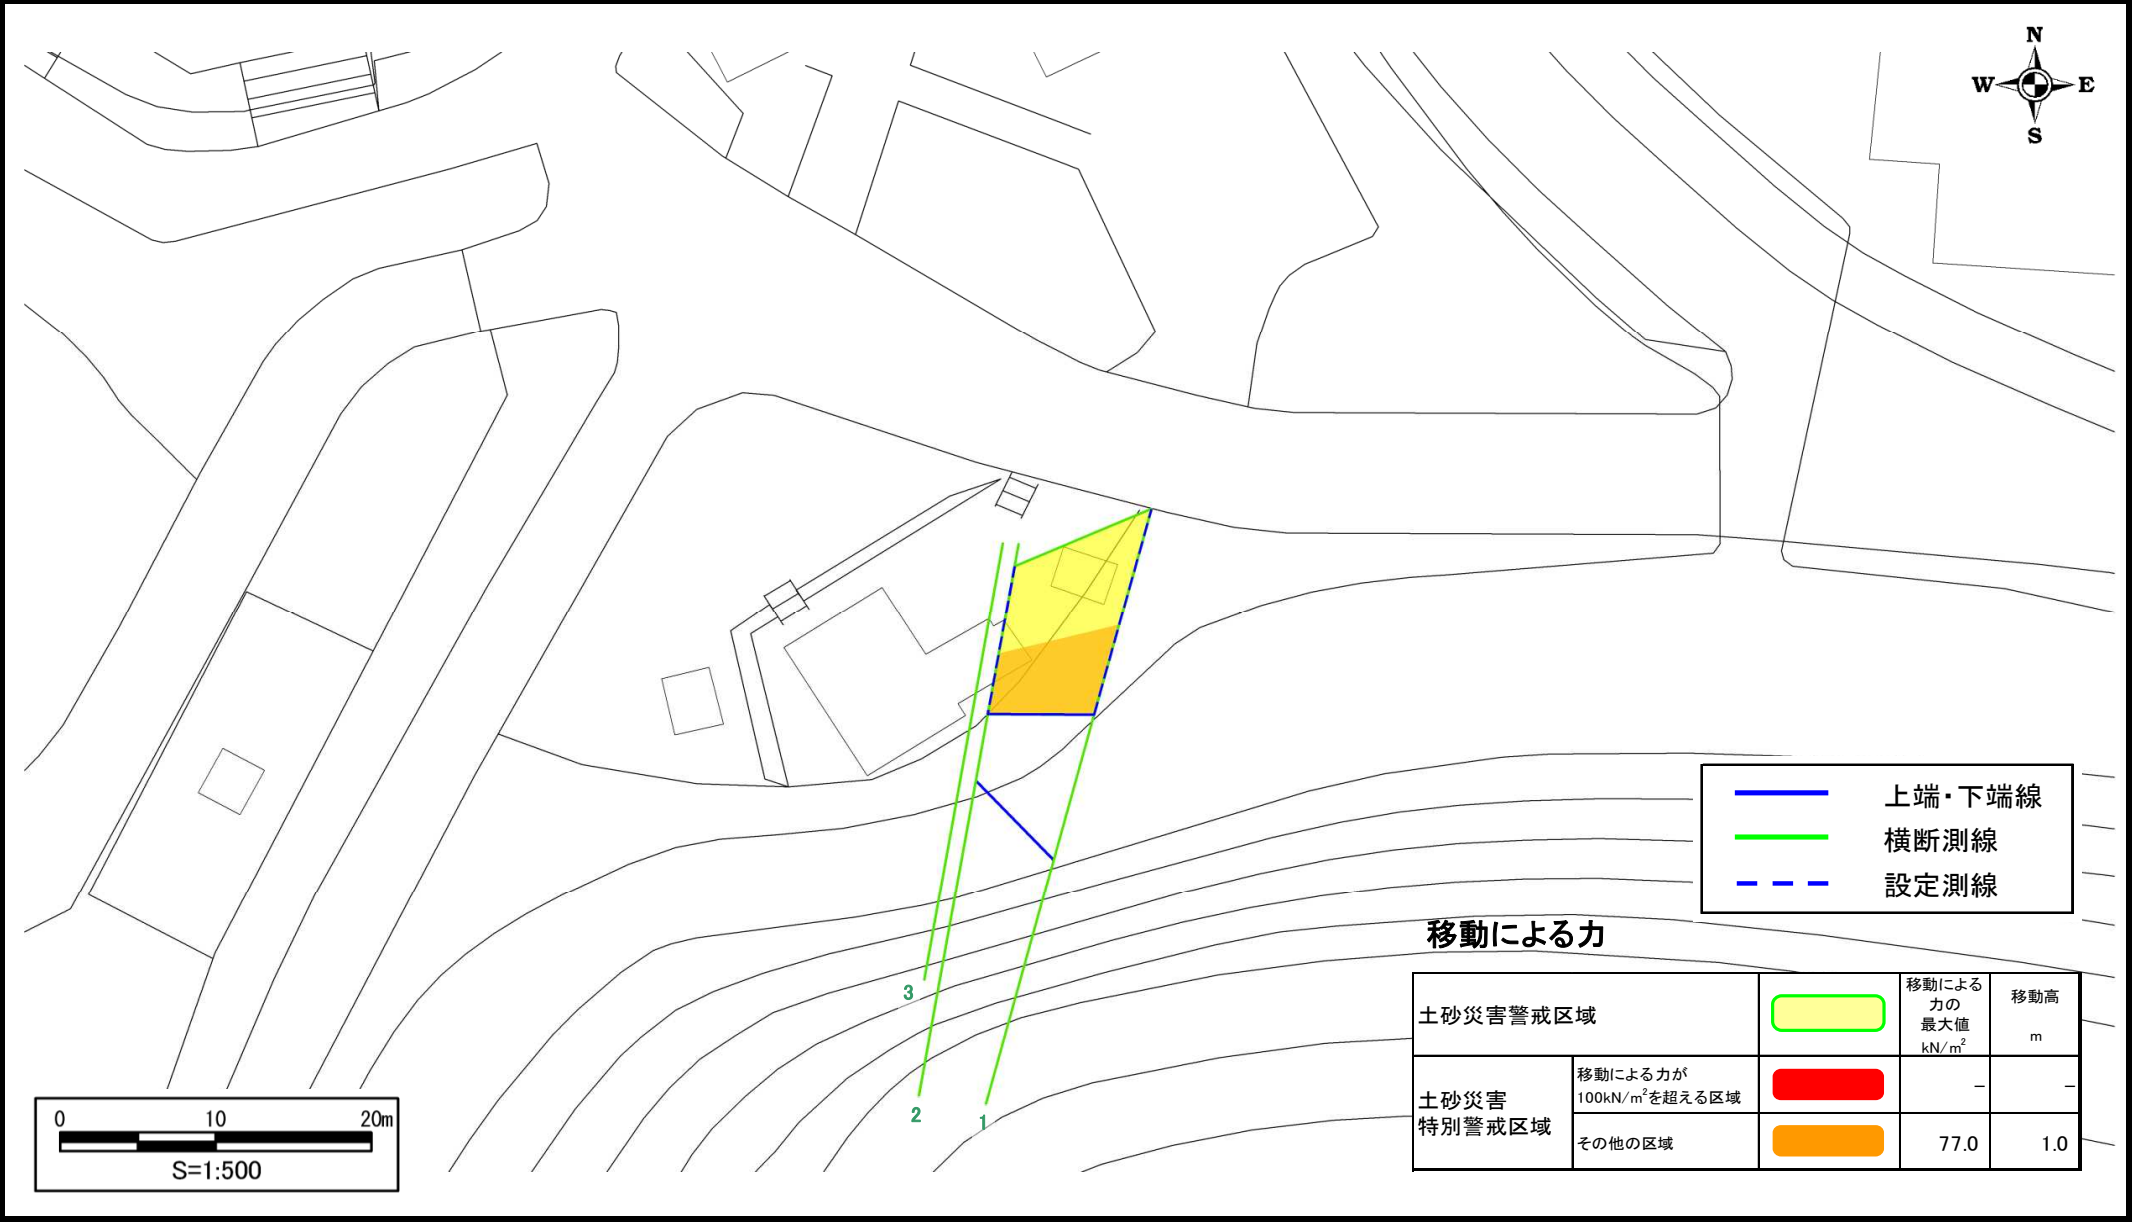 N
W E
S
上端・下端線
横断測線
設定測線
移動による力
土砂災害警戒区域
移動による
力の
最大値
kN/㎡
移動高
m
土砂災害
特別警戒区域
移動による力が
100kN/㎡を超える区域
－
－
その他の区域
77.0
1.0
3
2
1
0 10 20m
S=1:500